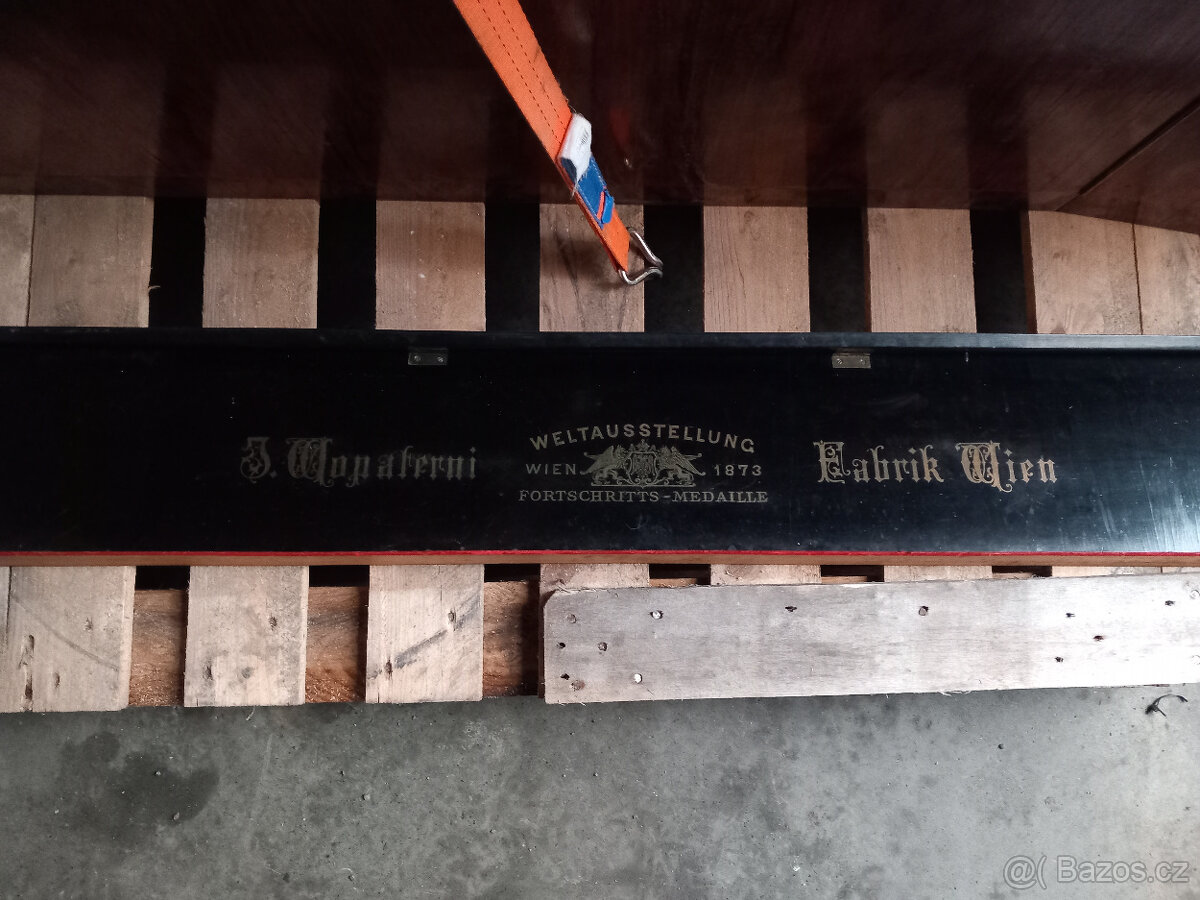 J. Wopaterni
WELTAUSSTELLUNG
WIEN 1873
FORTSCHRITTS-MEDAILLE
Fabrik Wien
@( Bazos.cz